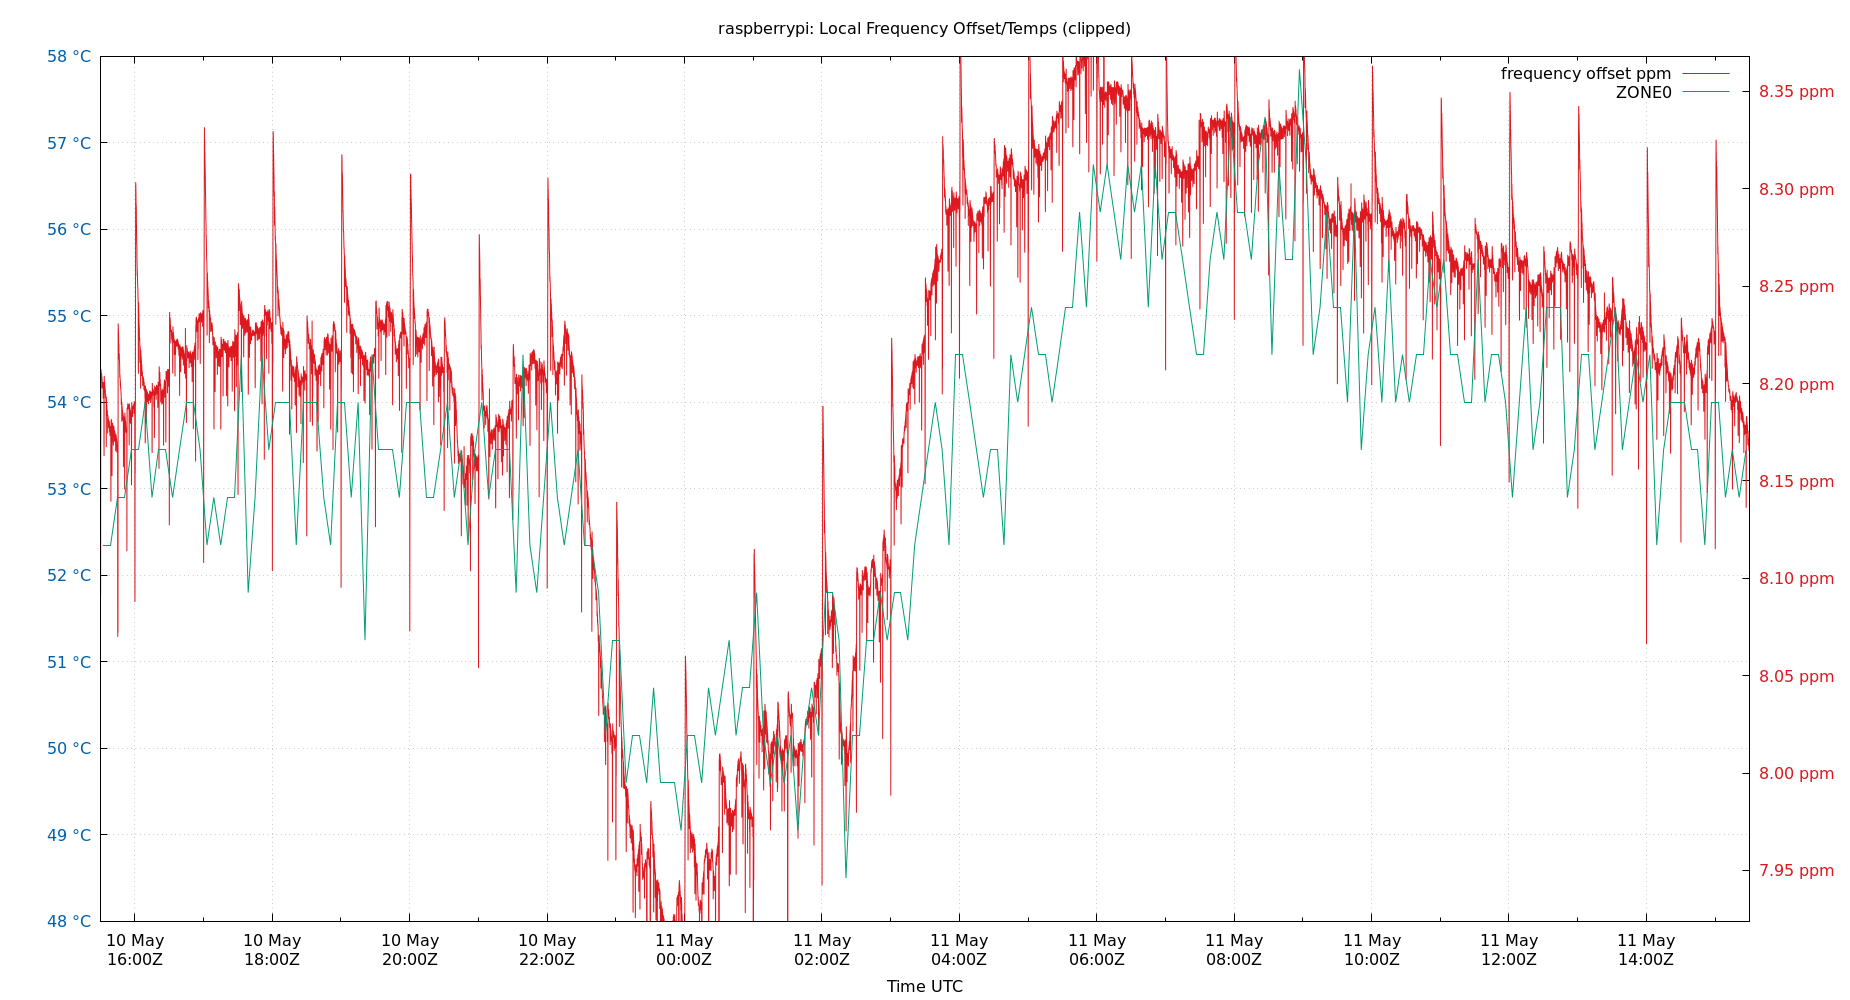 raspberrypi: Local Frequency Offset/Temps (clipped)
58 °C
57 °C
56 °C
55 °C
54 °C
53 °C
52 °C
51 °C
50 °C
49 °C
48 °C
frequency offset ppm
ZONE0
8.35 ppm
8.30 ppm
8.25 ppm
8.20 ppm
8.15 ppm
8.10 ppm
8.05 ppm
8.00 ppm
7.95 ppm
10 May 10 May 10 May 10 May 11 May 11 May 11 May 11 May 11 May 11 May 11 May 11 May
16:00Z 18:00Z 20:00Z 22:00Z 00:00Z 02:00Z 04:00Z 06:00Z 08:00Z 10:00Z 12:00Z 14:00Z
Time UTC